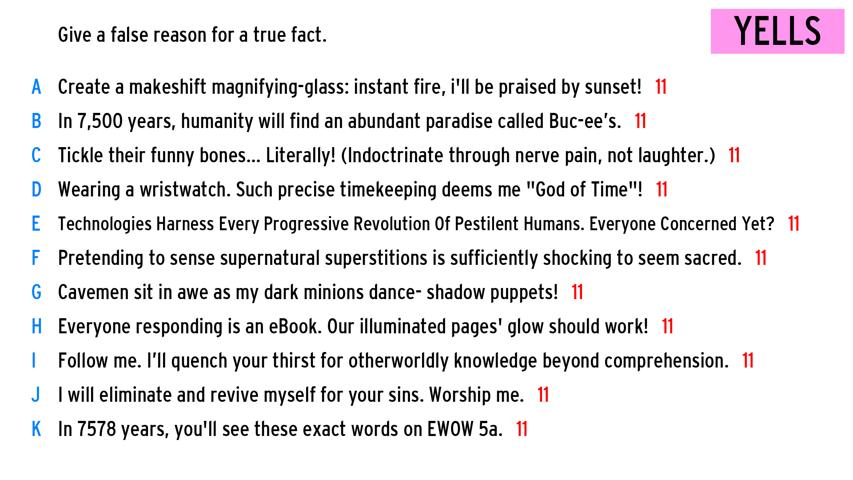 Give a false reason for a true fact.
YELLS
A Create a makeshift magnifying-glass: instant fire, i'll be praised by sunset! 11
B In 7,500 years, humanity will find an abundant paradise called Buc-ee’s. 11
C Tickle their funny bones... Literally! (Indoctrinate through nerve pain, not laughter.) 11
D Wearing a wristwatch. Such precise timekeeping deems me "God of Time"! 11
E Technologies Harness Every Progressive Revolution Of Pestilent Humans. Everyone Concerned Yet? 11
F Pretending to sense supernatural superstitions is sufficiently shocking to seem sacred. 11
G Cavemen sit in awe as my dark minions dance- shadow puppets! 11
H Everyone responding is an eBook. Our illuminated pages' glow should work! 11
I Follow me. I’ll quench your thirst for otherworldly knowledge beyond comprehension. 11
J I will eliminate and revive myself for your sins. Worship me. 11
K In 7578 years, you'll see these exact words on EWOW 5a. 11